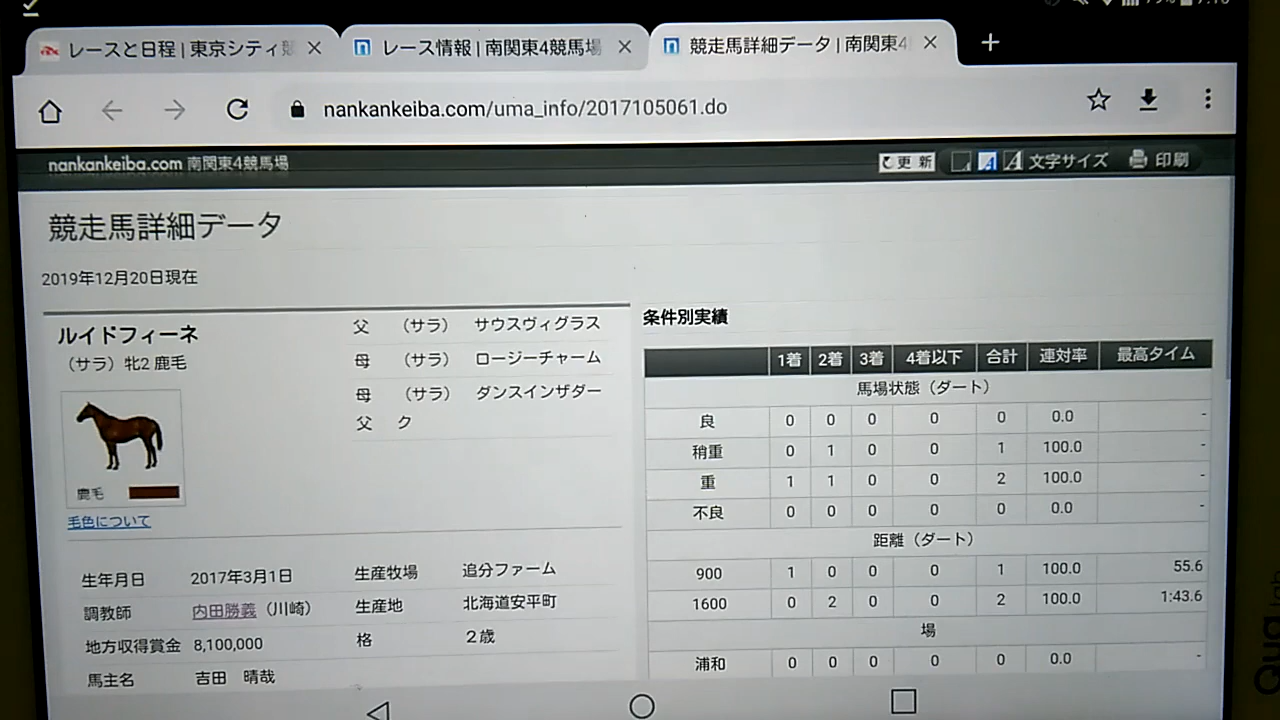 レースと日程 | 東京シティ競
レース情報 | 南関東4競馬場
競走馬詳細データ | 南関東4
nankankeiba.com/uma_info/2017105061.do
nankankeiba.com 南関東4競馬場
更新
A A 文字サイズ 印刷
競走馬詳細データ
2019年12月20日現在
ルイドフィーネ
（サラ）牝2 鹿毛
鹿毛
毛色について
父 （サラ） サウスヴィグラス
母 （サラ） ロージーチャーム
母 （サラ） ダンスインザダー
父 ク
生年月日 2017年3月1日 生産牧場 追分ファーム
調教師 内田勝義（川崎） 生産地 北海道安平町
地方収得賞金 8,100,000 格 2歳
馬主名 吉田 晴哉
条件別実績
1着 2着 3着 4着以下 合計 連対率 最高タイム
馬場状態（ダート）
良 0 0 0 0 0 0.0 -
稍重 0 1 0 0 1 100.0 -
重 1 1 0 0 2 100.0 -
不良 0 0 0 0 0 0.0 -
距離（ダート）
900 1 0 0 0 1 100.0 55.6
1600 0 2 0 0 2 100.0 1:43.6
場
浦和 0 0 0 0 0 0.0 -